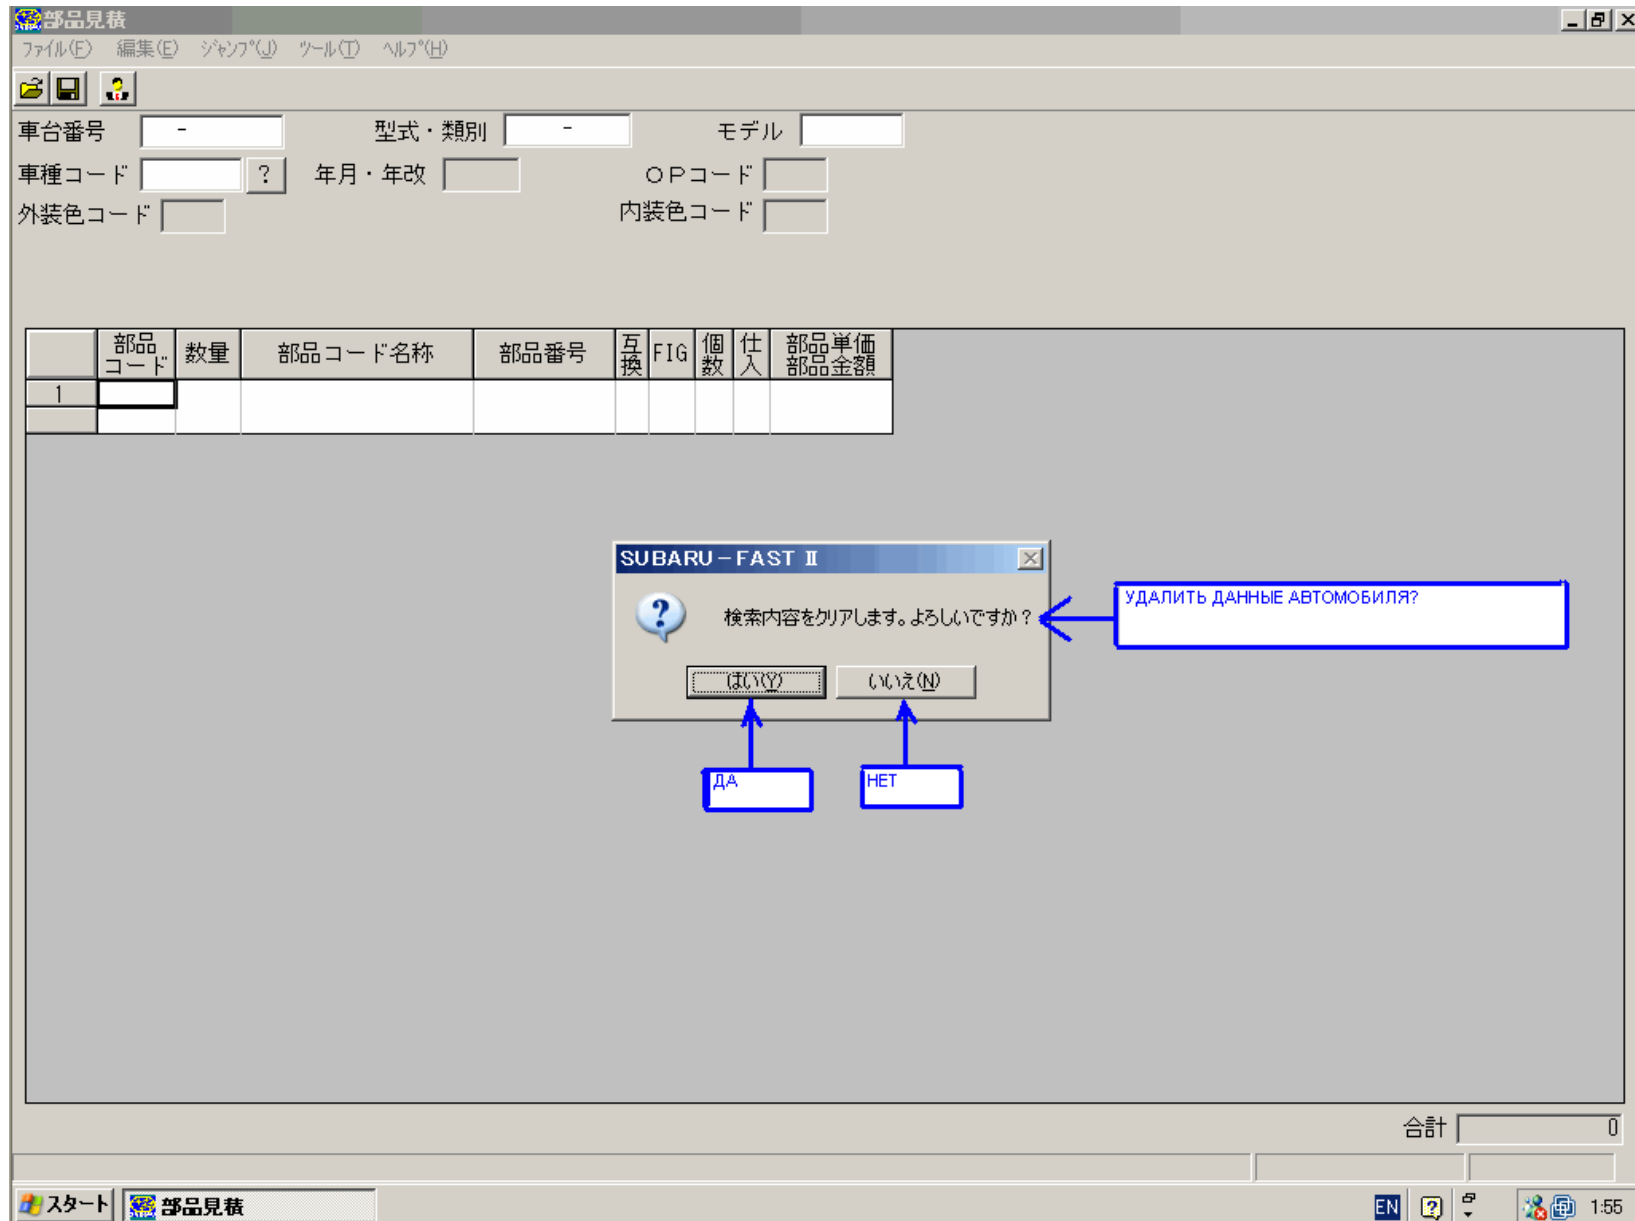 部品見積
ファイル(F) 編集(E) ジャンプ(J) ツール(T) ヘルプ(H)
車台番号 - 型式・類別 - モデル
車種コード ? 年月・年改 OPコード
外装色コード 内装色コード
部品コード 数量 部品コード名称 部品番号 互換 FIG 個数 仕入 部品単価 部品金額
1
SUBARU-FAST II
検索内容をクリアします。よろしいですか?
УДАЛИТЬ ДАННЫЕ АВТОМОБИЛЯ?
はい(Y) いいえ(N)
ДА НЕТ
合計 0
スタート 部品見積 EN 1:55